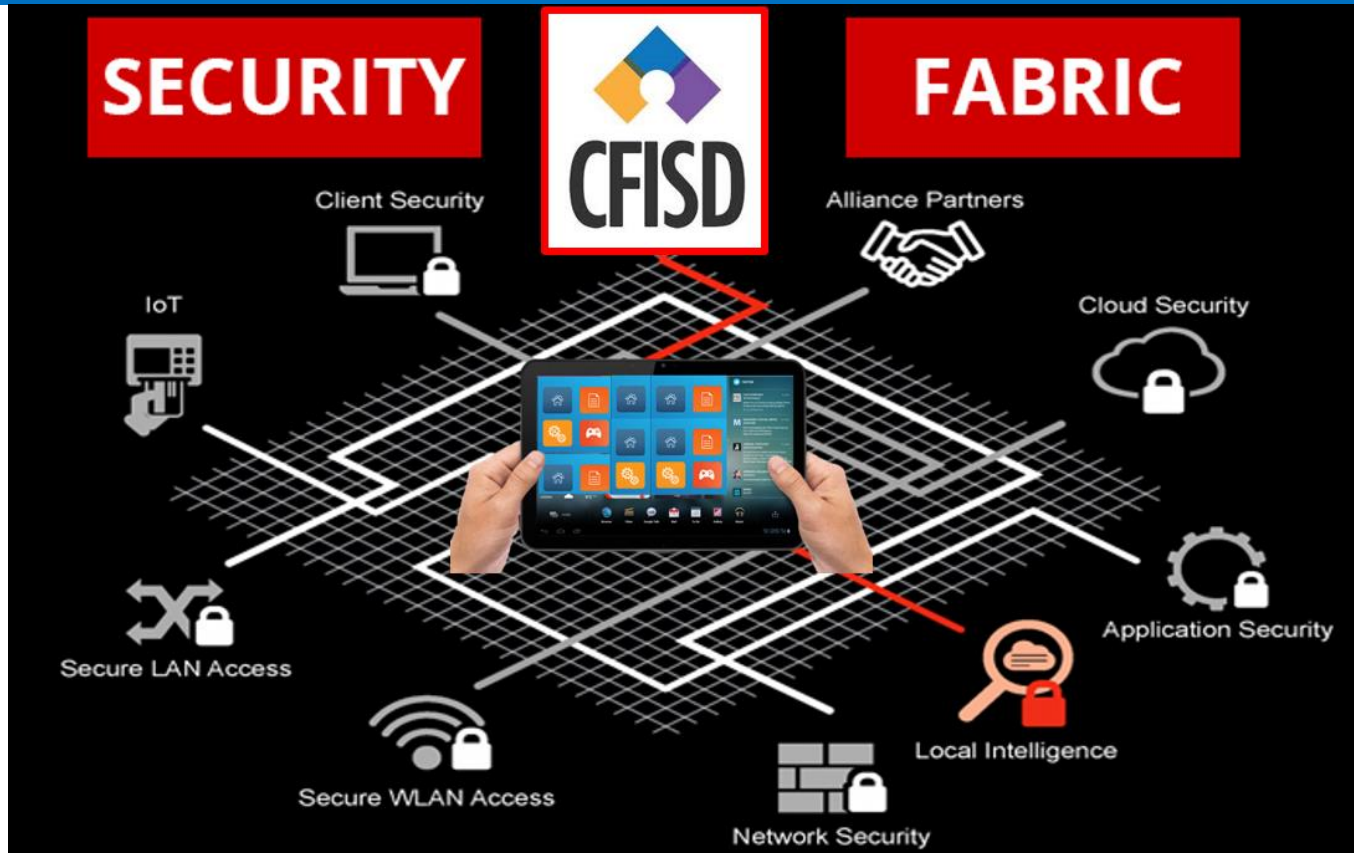 SECURITY
CFISD
FABRIC
Client Security
Alliance Partners
IoT
Cloud Security
Application Security
Secure LAN Access
Local Intelligence
Secure WLAN Access
Network Security